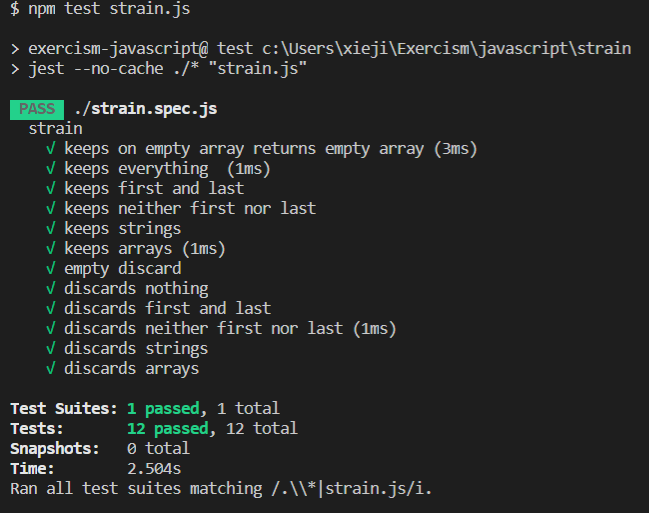 $ npm test strain.js
> exercism-javascript@ test c:\Users\xieji\Exercism\javascript\strain
> jest --no-cache ./* "strain.js"
PASS ./strain.spec.js
strain
√ keeps on empty array returns empty array (3ms)
√ keeps everything  (1ms)
√ keeps first and last
√ keeps neither first nor last
√ keeps strings
√ keeps arrays (1ms)
√ empty discard
√ discards nothing
√ discards first and last
√ discards neither first nor last (1ms)
√ discards strings
√ discards arrays
Test Suites: 1 passed, 1 total
Tests:       12 passed, 12 total
Snapshots:   0 total
Time:        2.504s
Ran all test suites matching /.\\*|strain.js/i.